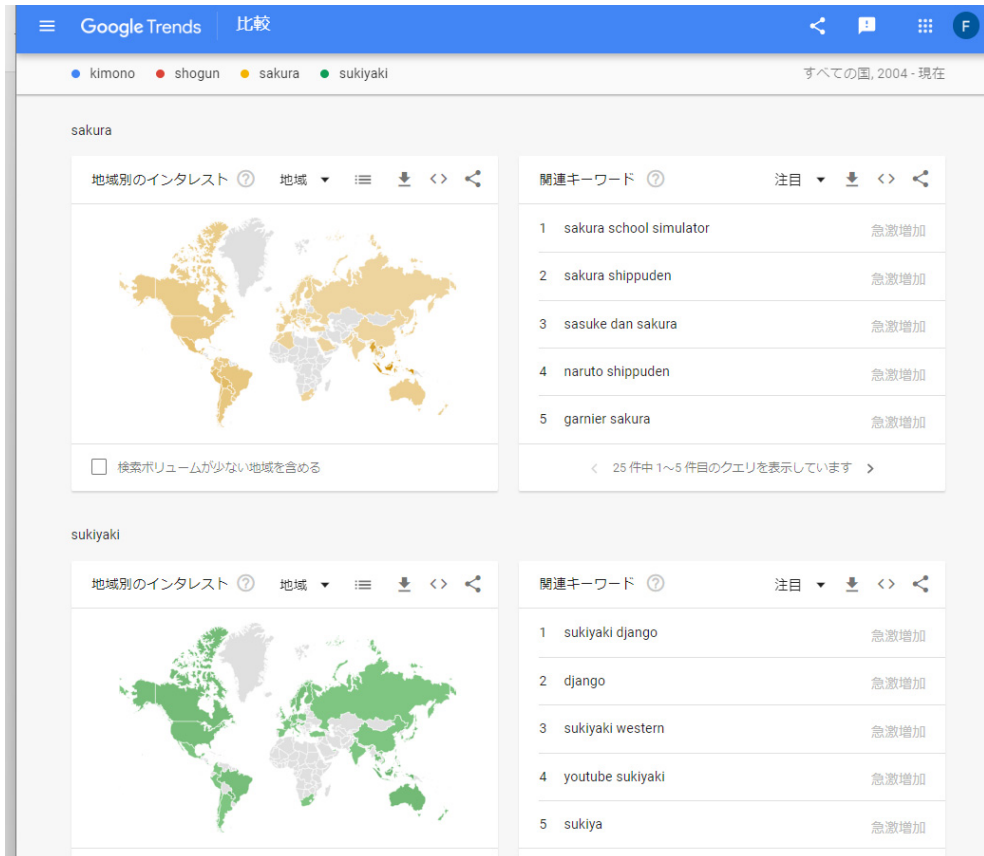 Google Trends 比較 F
kimono shogun sakura sukiyaki すべての国, 2004 - 現在
sakura
地域別のインタレスト ? 地域
検索ボリュームが少ない地域を含める
関連キーワード ? 注目
1 sakura school simulator 急激増加
2 sakura shippuden 急激増加
3 sasuke dan sakura 急激増加
4 naruto shippuden 急激増加
5 garnier sakura 急激増加
25 件中 1～5 件目のクエリを表示しています
sukiyaki
地域別のインタレスト ? 地域
関連キーワード ? 注目
1 sukiyaki django 急激増加
2 django 急激増加
3 sukiyaki western 急激増加
4 youtube sukiyaki 急激増加
5 sukiya 急激増加